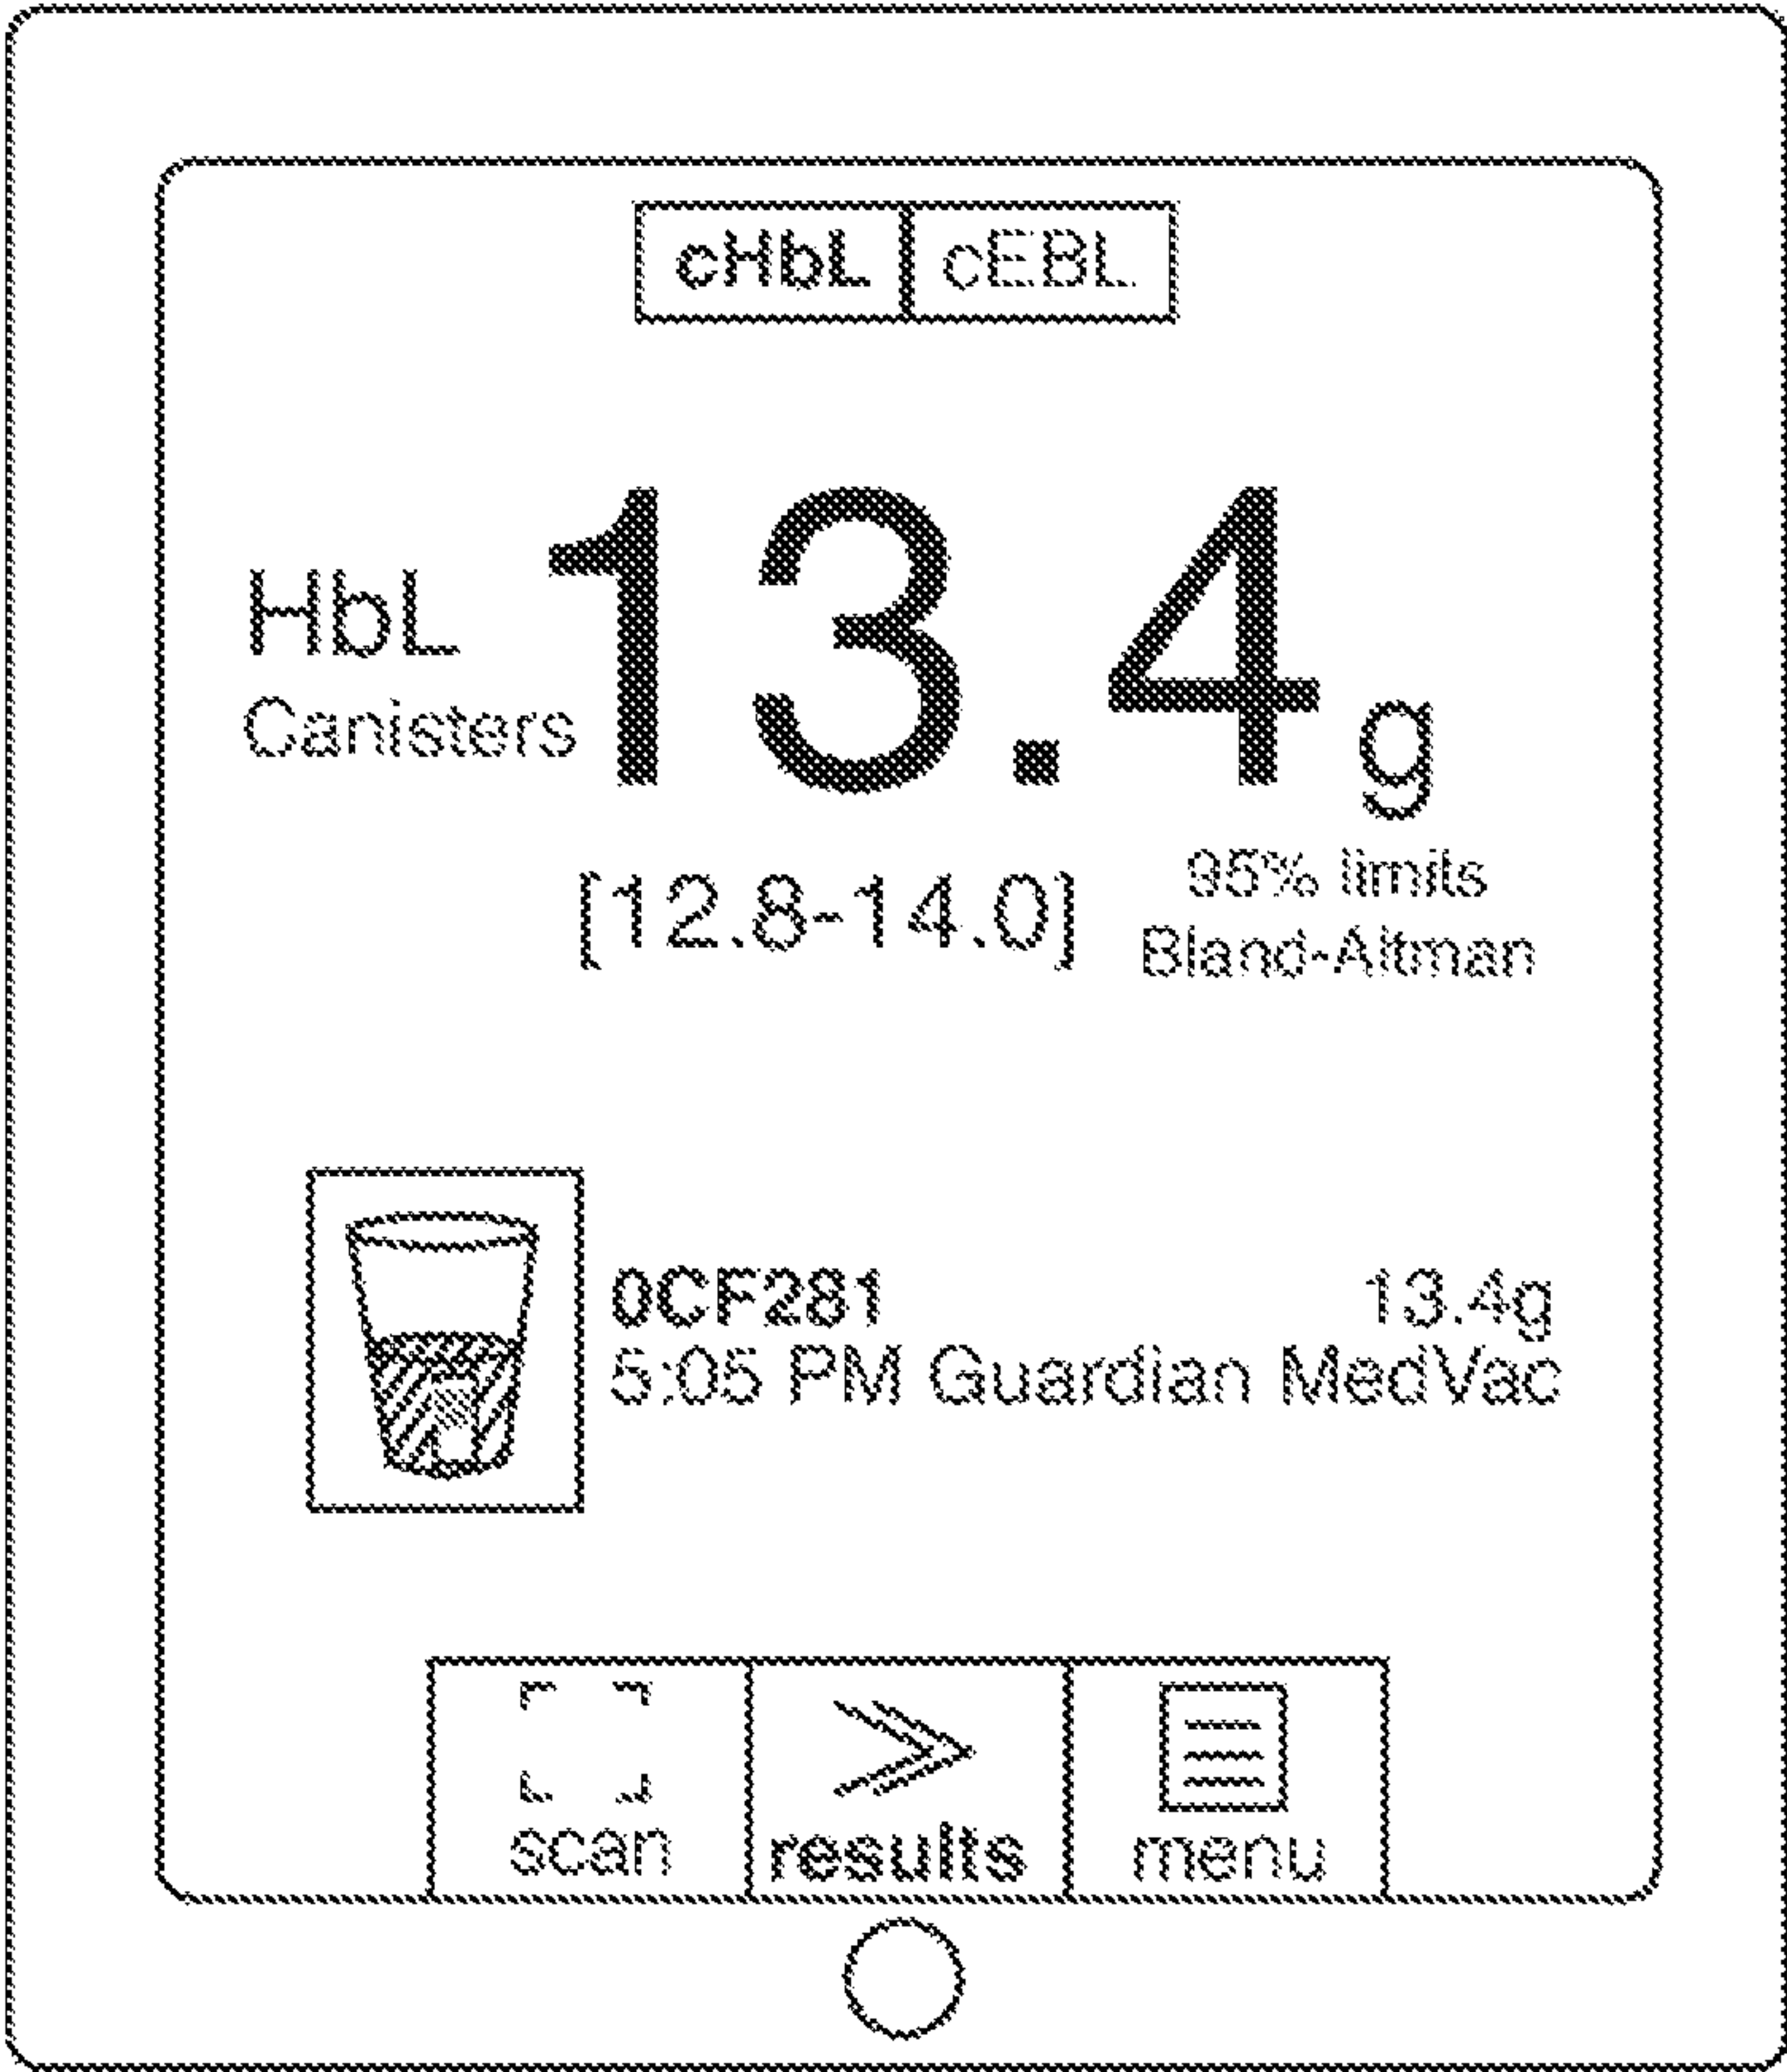 cHbL cEBL
HbL 13.4 g
Canisters
[12.8-14.0] 95% limits
Bland-Altman
0CF281 13.4g
5:05 PM Guardian MedVac
scan results menu